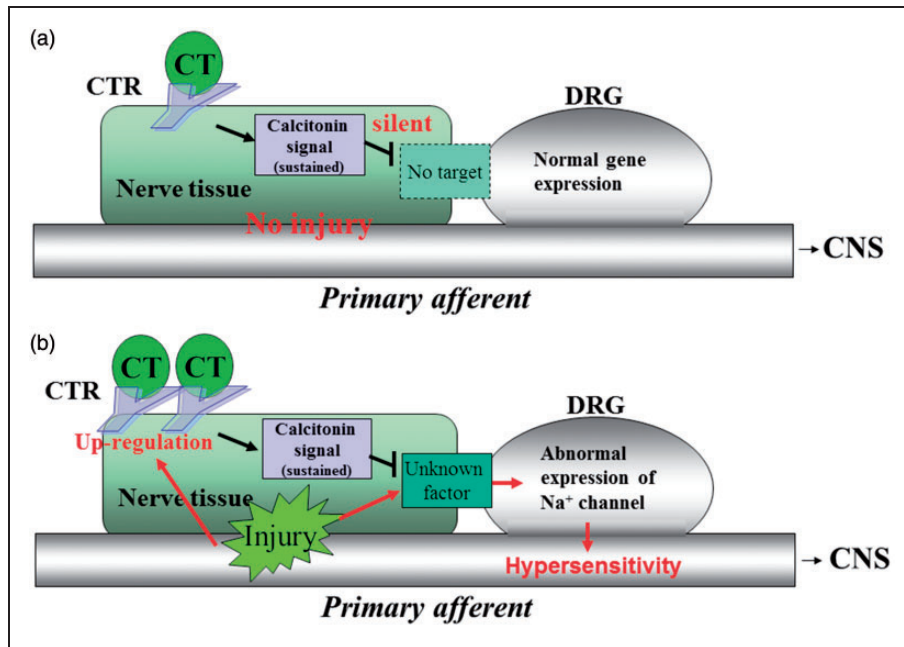 (a)
CT
CTR
DRG
Calcitonin
signal
(sustained)
silent
No target
Normal gene
expression
Nerve tissue
No injury
→CNS
Primary afferent
(b)
CT CT
CTR
DRG
Up-regulation
Calcitonin
signal
(sustained)
Unknown
factor
Abnormal
expression of
Na⁺ channel
Nerve tissue
Injury
Hypersensitivity
→CNS
Primary afferent